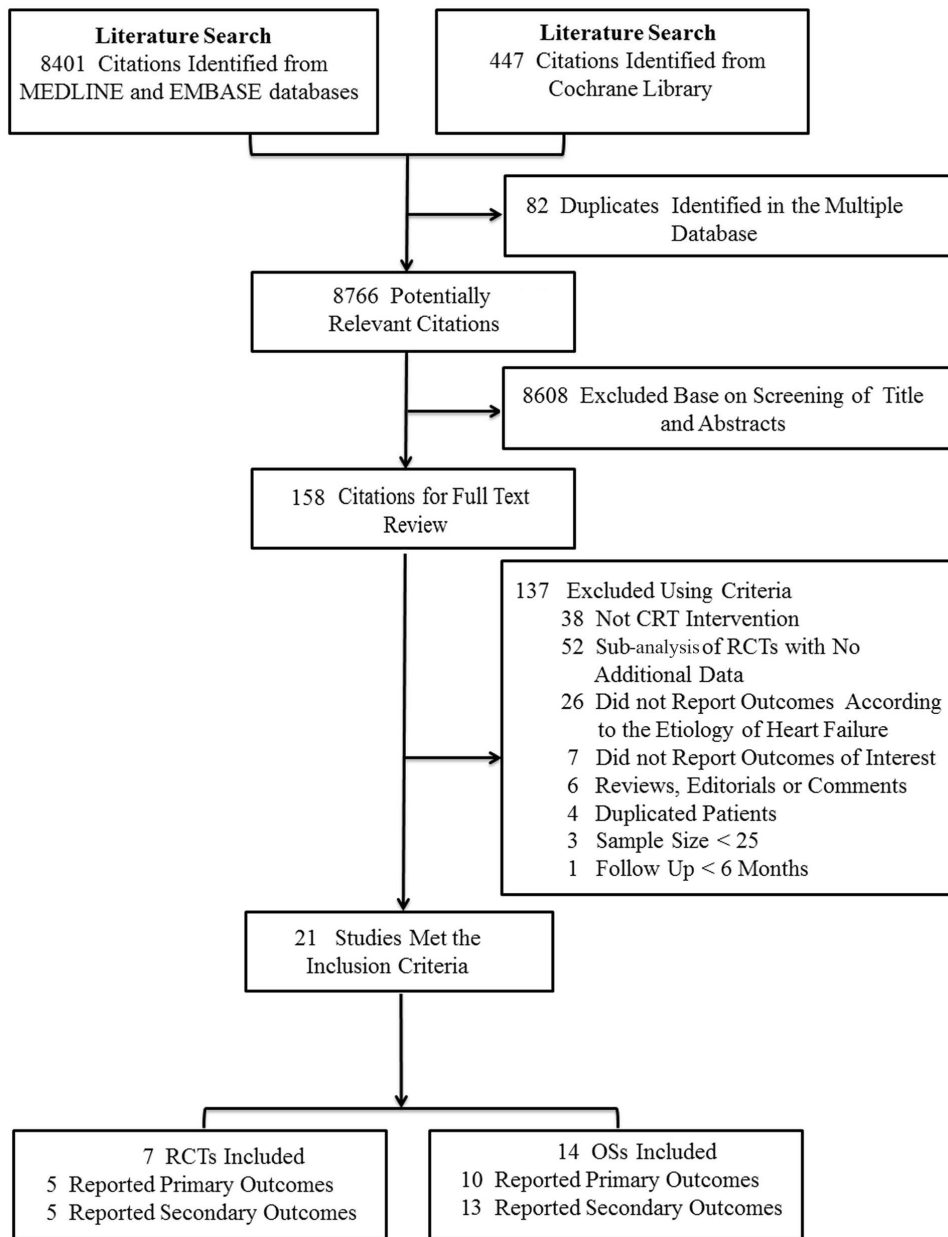 Literature Search
8401 Citations Identified from
MEDLINE and EMBASE databases
Literature Search
447 Citations Identified from
Cochrane Library
82 Duplicates Identified in the Multiple
Database
8766 Potentially
Relevant Citations
8608 Excluded Base on Screening of Title
and Abstracts
158 Citations for Full Text
Review
137 Excluded Using Criteria
38 Not CRT Intervention
52 Sub-analysis of RCTs with No
Additional Data
26 Did not Report Outcomes According
to the Etiology of Heart Failure
7 Did not Report Outcomes of Interest
6 Reviews, Editorials or Comments
4 Duplicated Patients
3 Sample Size < 25
1 Follow Up < 6 Months
21 Studies Met the
Inclusion Criteria
7 RCTs Included
5 Reported Primary Outcomes
5 Reported Secondary Outcomes
14 OSs Included
10 Reported Primary Outcomes
13 Reported Secondary Outcomes